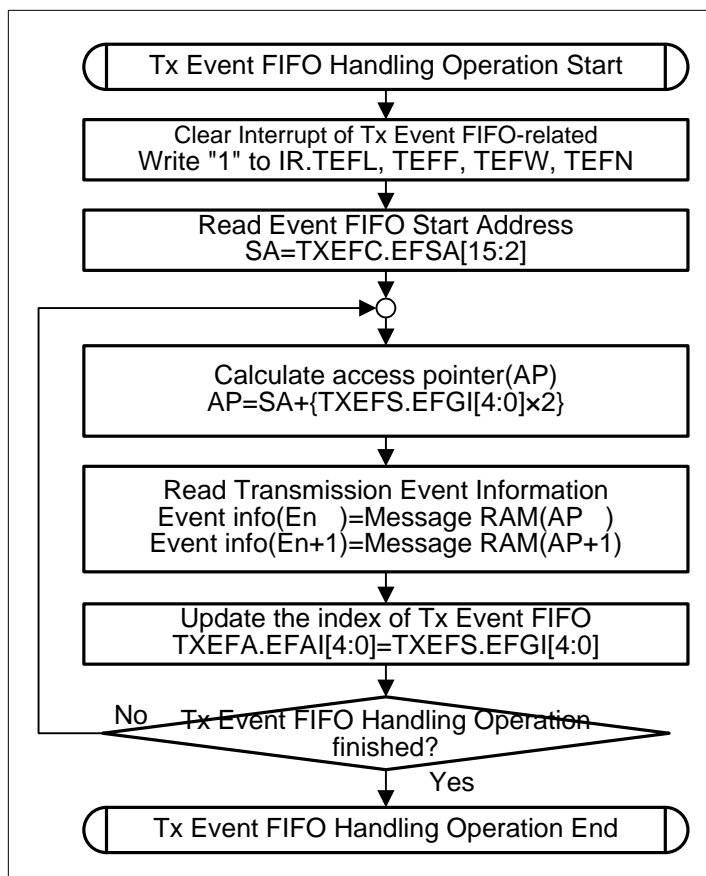 Tx Event FIFO Handling Operation Start
Clear Interrupt of Tx Event FIFO-related
Write "1" to IR.TEFL, TEFF, TEFW, TEFN
Read Event FIFO Start Address
SA=TXEFC.EFSA[15:2]
Calculate access pointer(AP)
AP=SA+{TXEFS.EFGI[4:0]×2}
Read Transmission Event Information
Event info(En )=Message RAM(AP )
Event info(En+1)=Message RAM(AP+1)
Update the index of Tx Event FIFO
TXEFA.EFAI[4:0]=TXEFS.EFGI[4:0]
No
Tx Event FIFO Handling Operation
finished?
Yes
Tx Event FIFO Handling Operation End